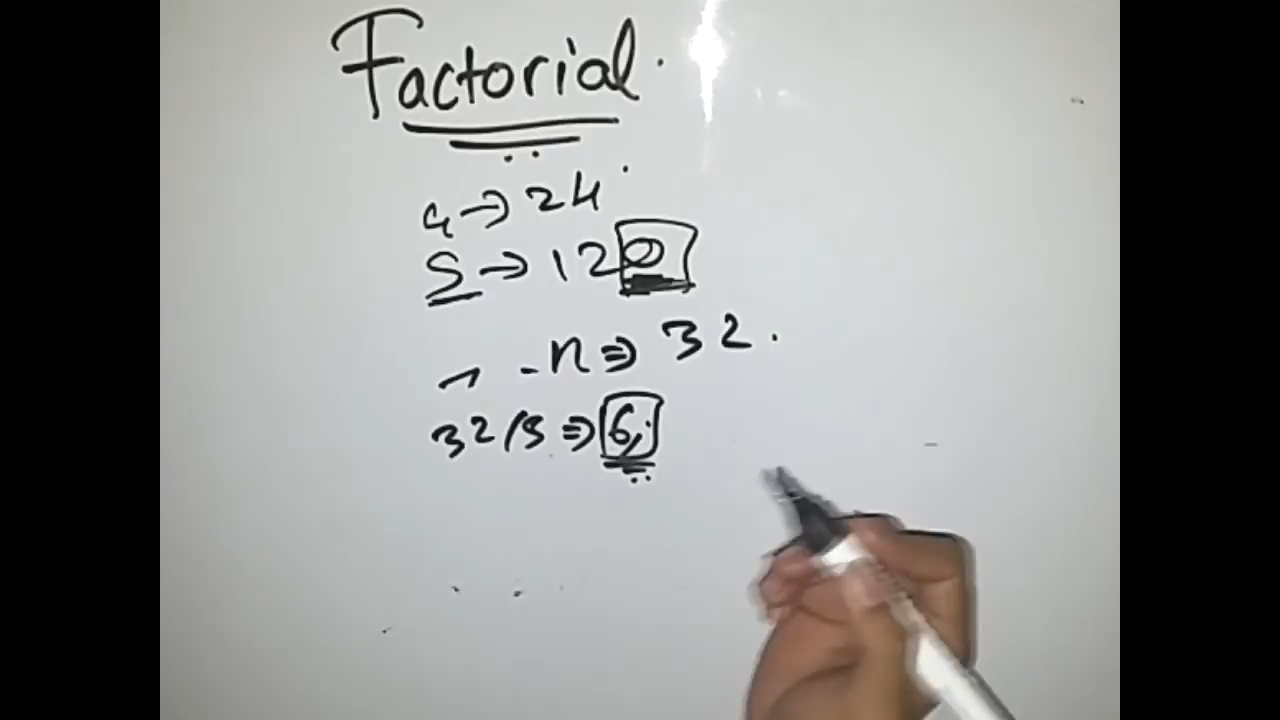 Factorial.
4 → 24
5 → 120
n ⇒ 32.
32/5 ⇒ 6